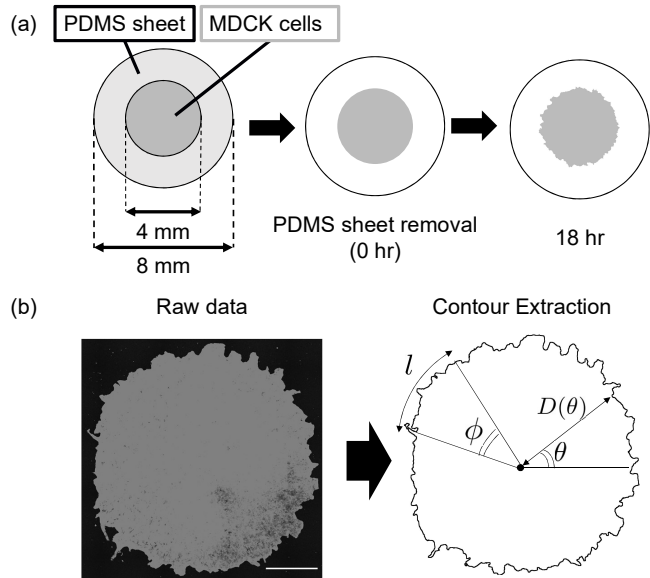 (a)
PDMS sheet
MDCK cells
4 mm
8 mm
PDMS sheet removal
(0 hr)
18 hr
(b)
Raw data
Contour Extraction
l
D(θ)
ϕ
θ